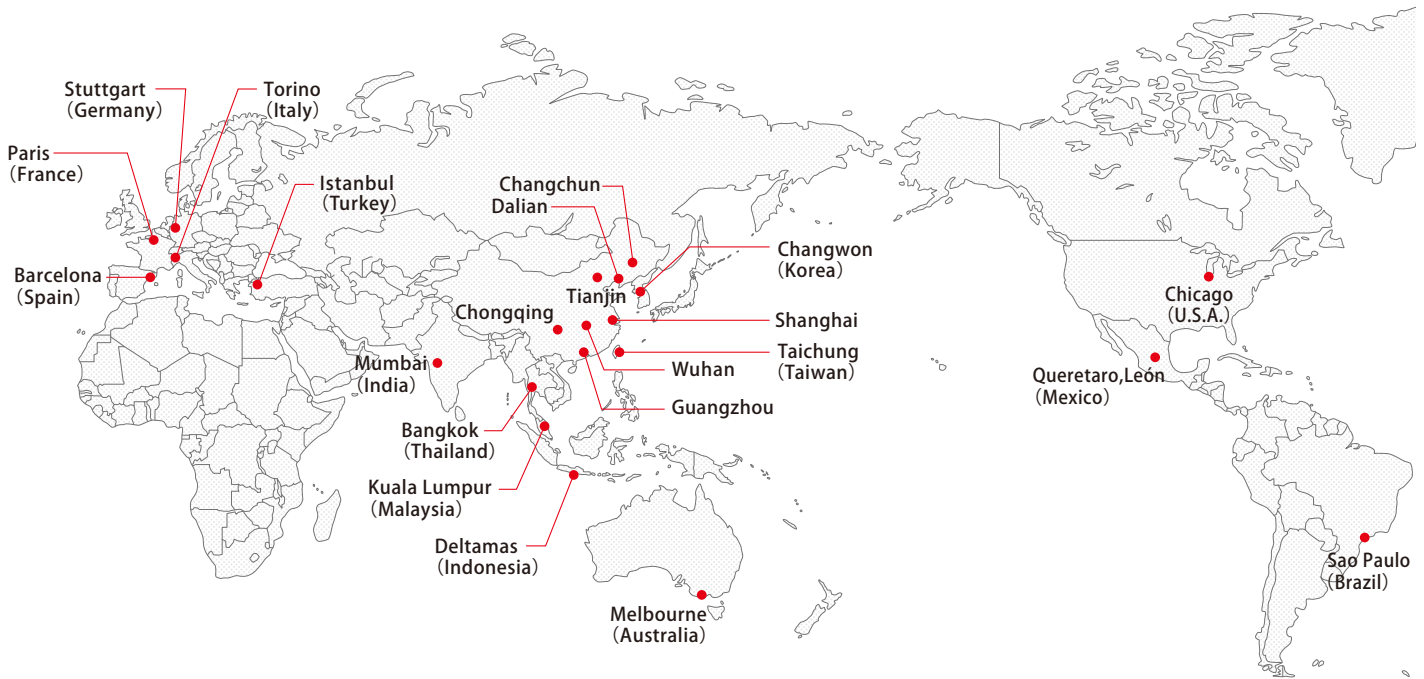 Stuttgart
（Germany）
Torino
（Italy）
Paris
（France）
Istanbul
（Turkey）
Barcelona
（Spain）
Changchun
Dalian
Changwon
（Korea）
Tianjin
Chongqing
Shanghai
Mumbai
（India）
Wuhan
Taichung
（Taiwan）
Guangzhou
Bangkok
（Thailand）
Kuala Lumpur
（Malaysia）
Deltamas
（Indonesia）
Melbourne
（Australia）
Chicago
（U.S.A.）
Queretaro,León
（Mexico）
Sao Paulo
（Brazil）